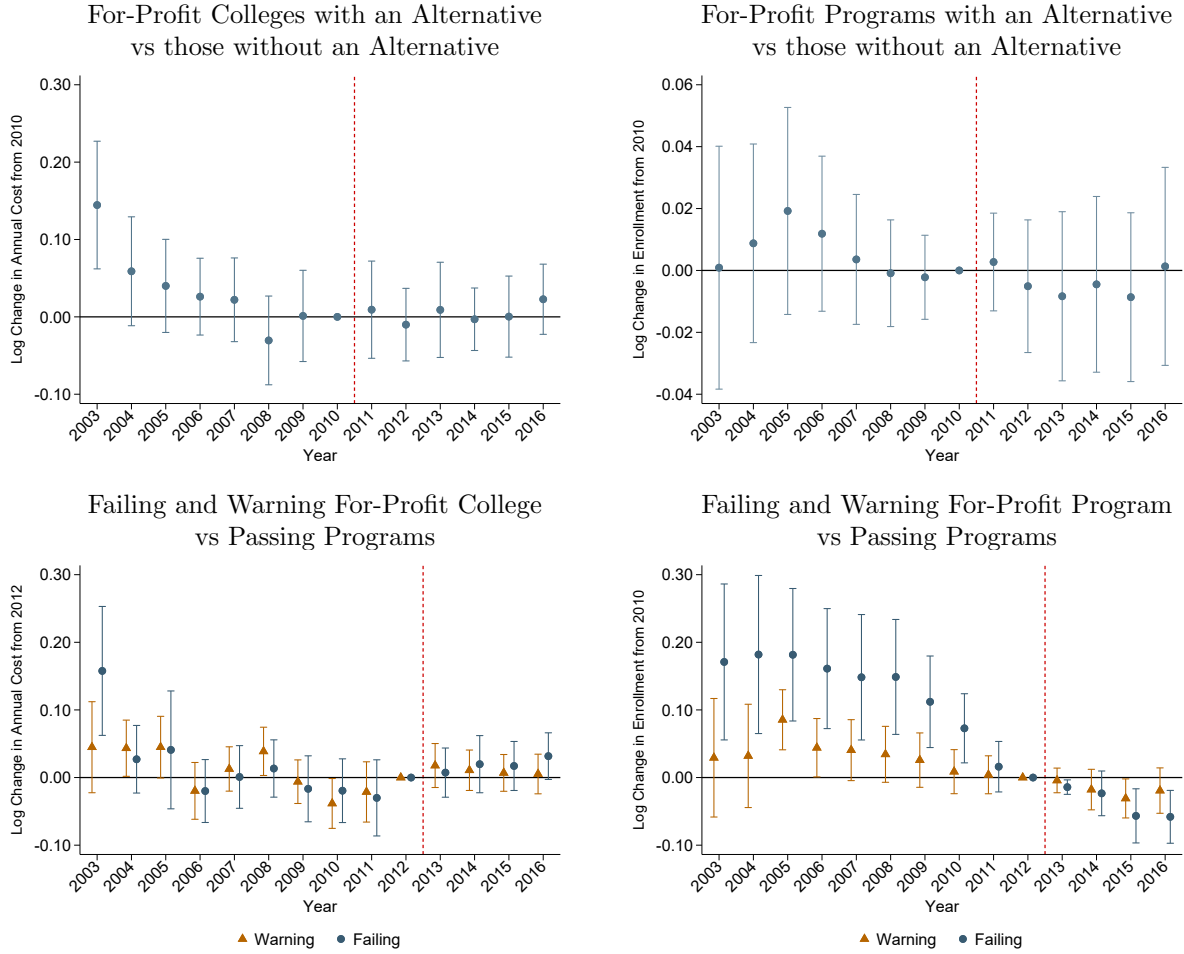 For-Profit Colleges with an Alternative
vs those without an Alternative
Log Change in Annual Cost from 2010
0.30
0.20
0.10
0.00
-0.10
2003 2004 2005 2006 2007 2008 2009 2010 2011 2012 2013 2014 2015 2016
Year
For-Profit Programs with an Alternative
vs those without an Alternative
Log Change in Enrollment from 2010
0.06
0.04
0.02
0.00
-0.02
-0.04
2003 2004 2005 2006 2007 2008 2009 2010 2011 2012 2013 2014 2015 2016
Year
Failing and Warning For-Profit College
vs Passing Programs
Log Change in Annual Cost from 2012
0.30
0.20
0.10
0.00
-0.10
2003 2004 2005 2006 2007 2008 2009 2010 2011 2012 2013 2014 2015 2016
Year
Warning Failing
Failing and Warning For-Profit Program
vs Passing Programs
Log Change in Enrollment from 2010
0.30
0.20
0.10
0.00
-0.10
2003 2004 2005 2006 2007 2008 2009 2010 2011 2012 2013 2014 2015 2016
Year
Warning Failing